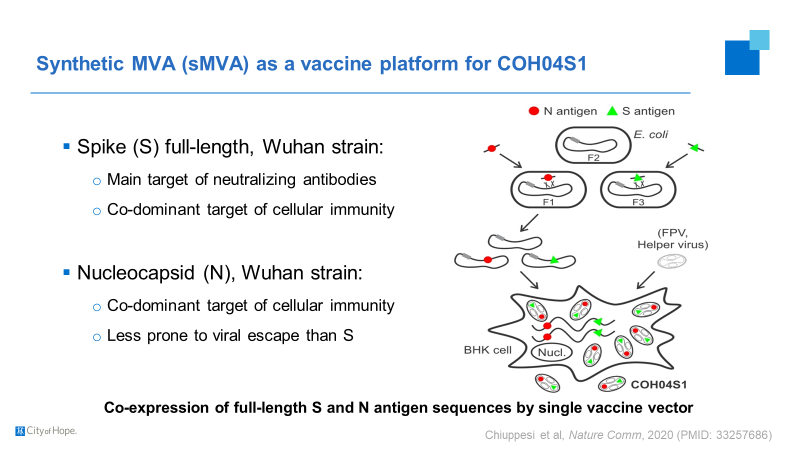 Synthetic MVA (sMVA) as a vaccine platform for COH04S1
▪ Spike (S) full-length, Wuhan strain:
o Main target of neutralizing antibodies
o Co-dominant target of cellular immunity
▪ Nucleocapsid (N), Wuhan strain:
o Co-dominant target of cellular immunity
o Less prone to viral escape than S
N antigen S antigen
E. coli
F2
F1
F3
(FPV,
Helper virus)
BHK cell
Nucl.
COH04S1
Co-expression of full-length S and N antigen sequences by single vaccine vector
City of Hope.
Chiuppesi et al, Nature Comm, 2020 (PMID: 33257686)